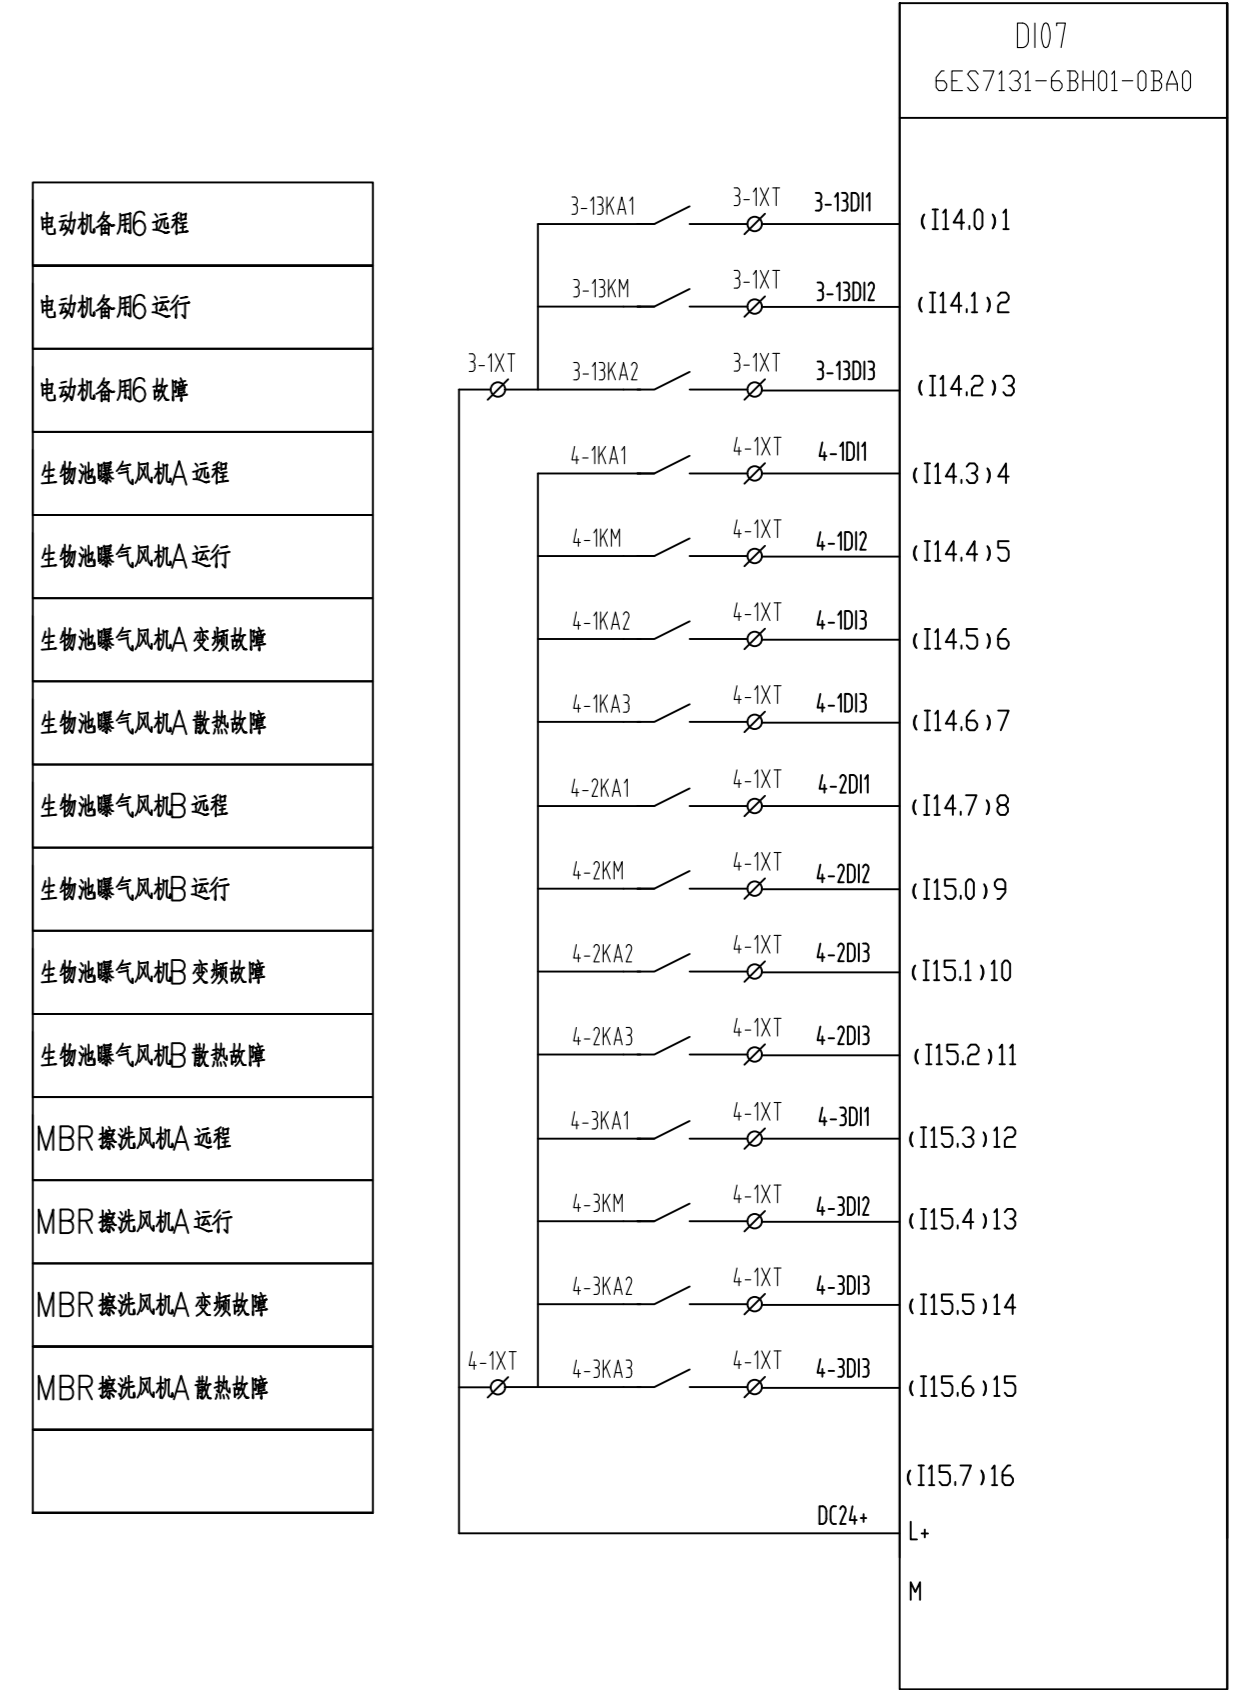 DI07
6ES7131-6BH01-0BA0
电动机备用6远程
3-13KA1 3-1XT 3-13DI1 (I14.0)1
电动机备用6运行
3-13KM 3-1XT 3-13DI2 (I14.1)2
电动机备用6故障
3-1XT 3-13KA2 3-1XT 3-13DI3 (I14.2)3
生物池曝气风机A远程
4-1KA1 4-1XT 4-1DI1 (I14.3)4
生物池曝气风机A运行
4-1KM 4-1XT 4-1DI2 (I14.4)5
生物池曝气风机A变频故障
4-1KA2 4-1XT 4-1DI3 (I14.5)6
生物池曝气风机A散热故障
4-1KA3 4-1XT 4-1DI3 (I14.6)7
生物池曝气风机B远程
4-2KA1 4-1XT 4-2DI1 (I14.7)8
生物池曝气风机B运行
4-2KM 4-1XT 4-2DI2 (I15.0)9
生物池曝气风机B变频故障
4-2KA2 4-1XT 4-2DI3 (I15.1)10
生物池曝气风机B散热故障
4-2KA3 4-1XT 4-2DI3 (I15.2)11
MBR擦洗风机A远程
4-3KA1 4-1XT 4-3DI1 (I15.3)12
MBR擦洗风机A运行
4-3KM 4-1XT 4-3DI2 (I15.4)13
MBR擦洗风机A变频故障
4-3KA2 4-1XT 4-3DI3 (I15.5)14
MBR擦洗风机A散热故障
4-1XT 4-3KA3 4-1XT 4-3DI3 (I15.6)15
(I15.7)16
DC24+ L+
M